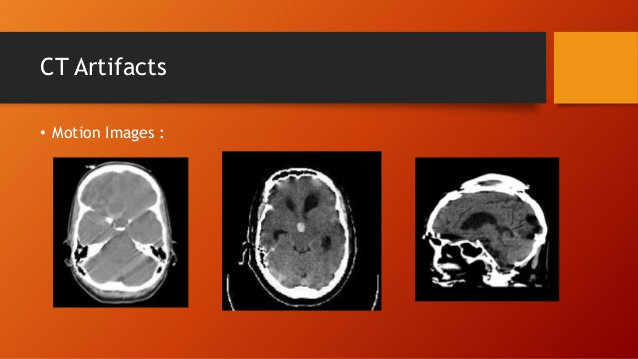 CT Artifacts
• Motion Images :